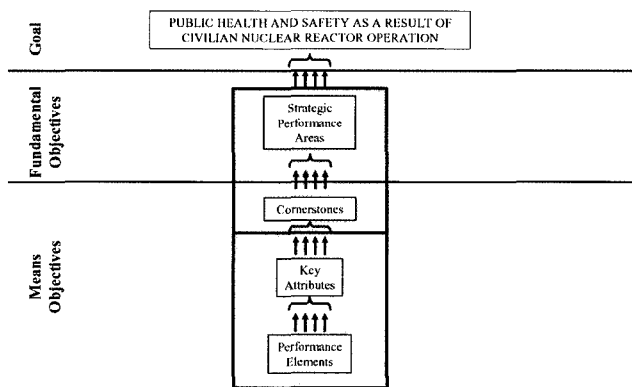 Goal
PUBLIC HEALTH AND SAFETY AS A RESULT OF
CIVILIAN NUCLEAR REACTOR OPERATION
Fundamental
Objectives
Strategic
Performance
Areas
Means
Objectives
Cornerstones
Key
Attributes
Performance
Elements